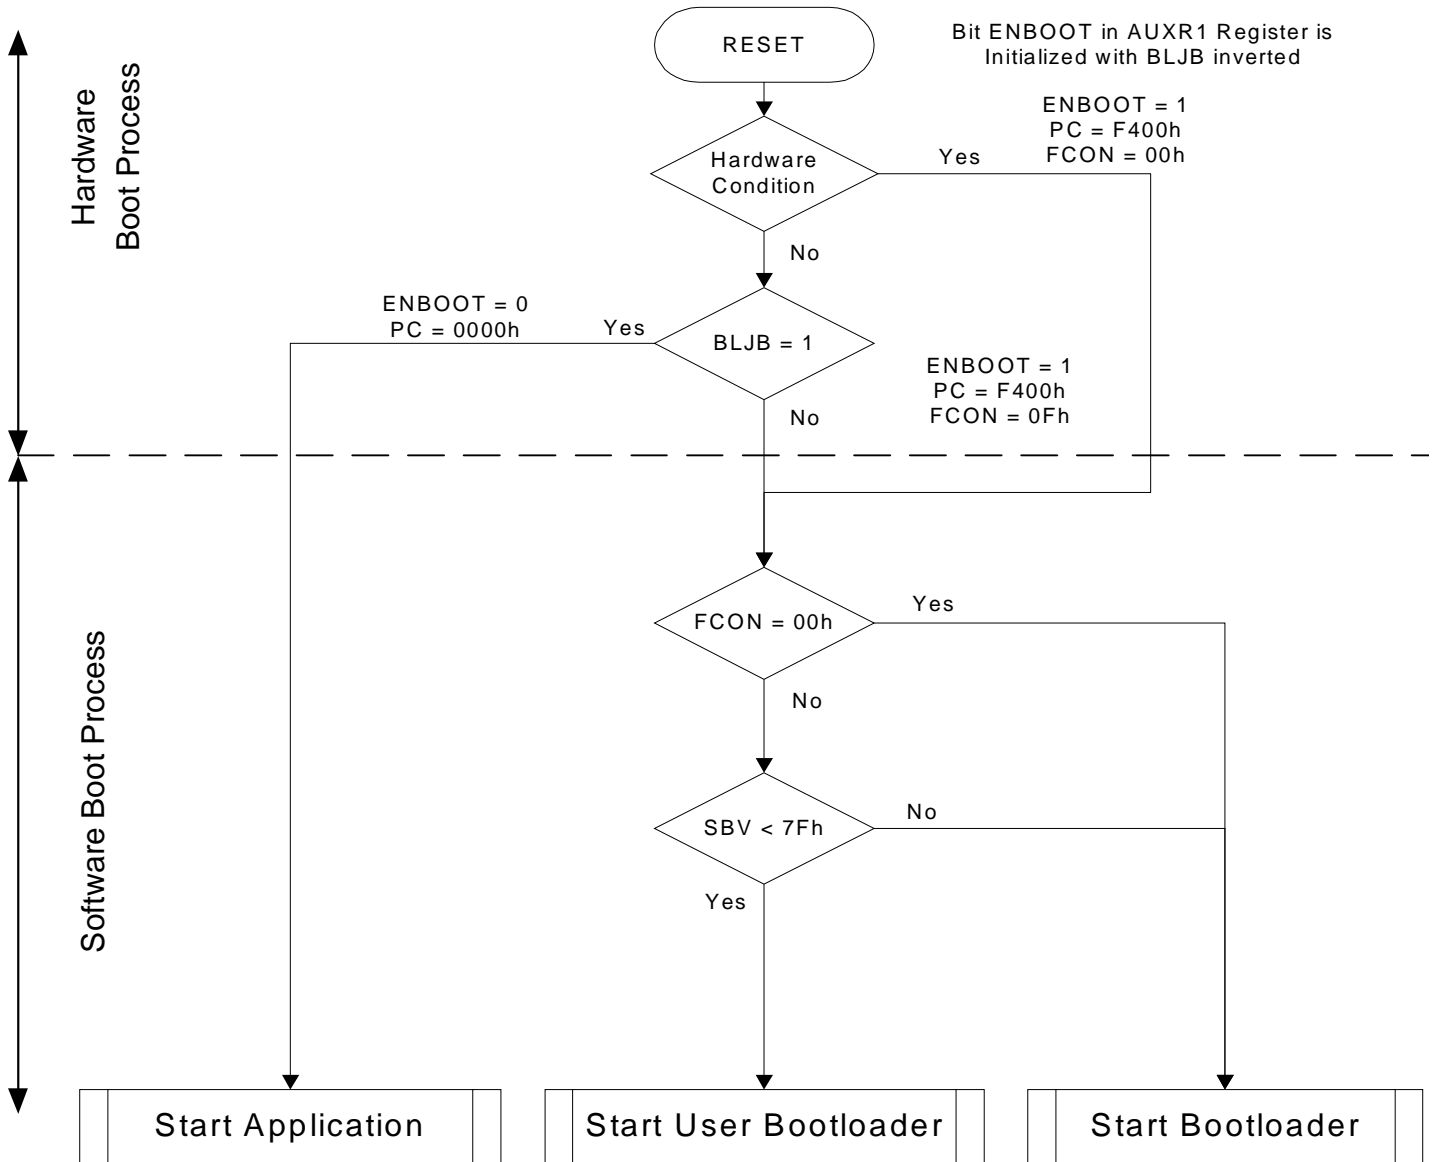 RESET
Bit ENBOOT in AUXR1 Register is
Initialized with BLJB inverted
Hardware
Boot Process
ENBOOT = 1
PC = F400h
FCON = 00h
Hardware
Condition
Yes
No
ENBOOT = 0
PC = 0000h
Yes
BLJB = 1
ENBOOT = 1
PC = F400h
FCON = 0Fh
No
Software Boot Process
FCON = 00h
Yes
No
SBV < 7Fh
No
Yes
Start Application
Start User Bootloader
Start Bootloader